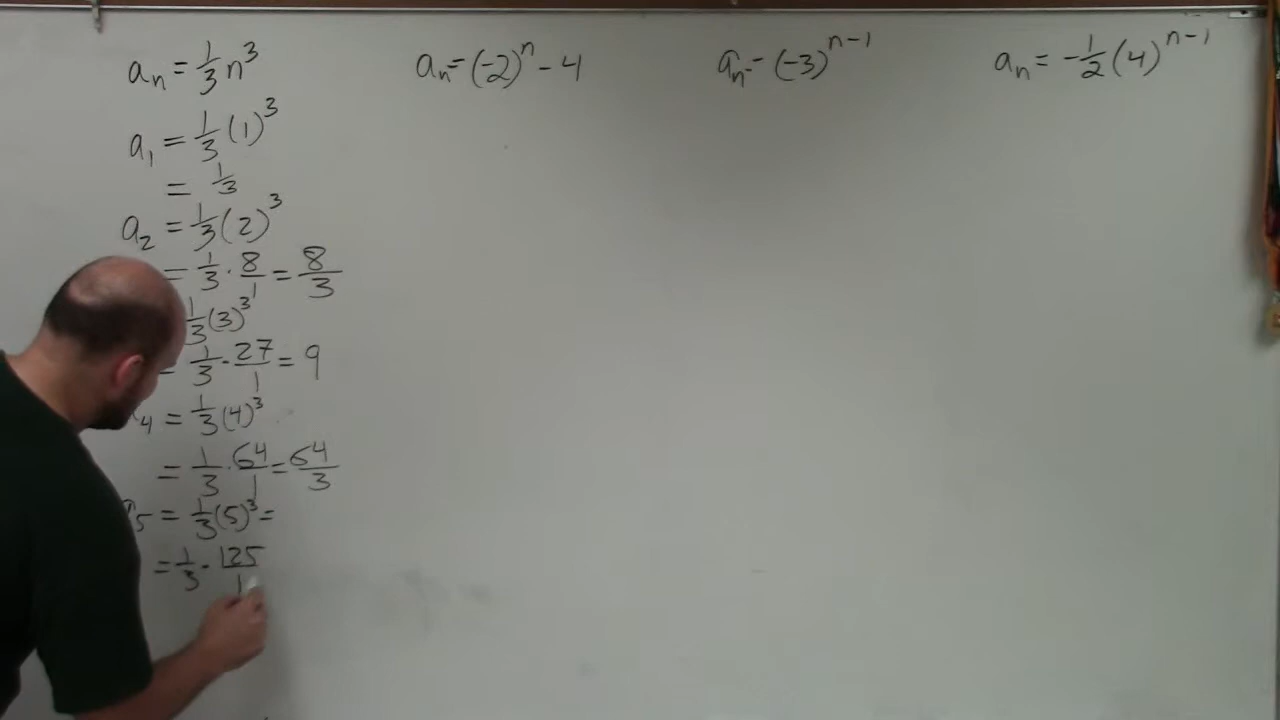 aₙ = 1/3 n³
a₁ = 1/3 (1)³
= 1/3
a₂ = 1/3 (2)³
= 1/3 · 8/1 = 8/3
1/3 (3)³
= 1/3 · 27/1 = 9
₄ = 1/3 (4)³
= 1/3 · 64/1 = 64/3
₅ = 1/3 (5)³ =
= 1/3 · 125/1
aₙ = (-2)ⁿ - 4
aₙ = (-3)ⁿ⁻¹
aₙ = -1/2 (4)ⁿ⁻¹